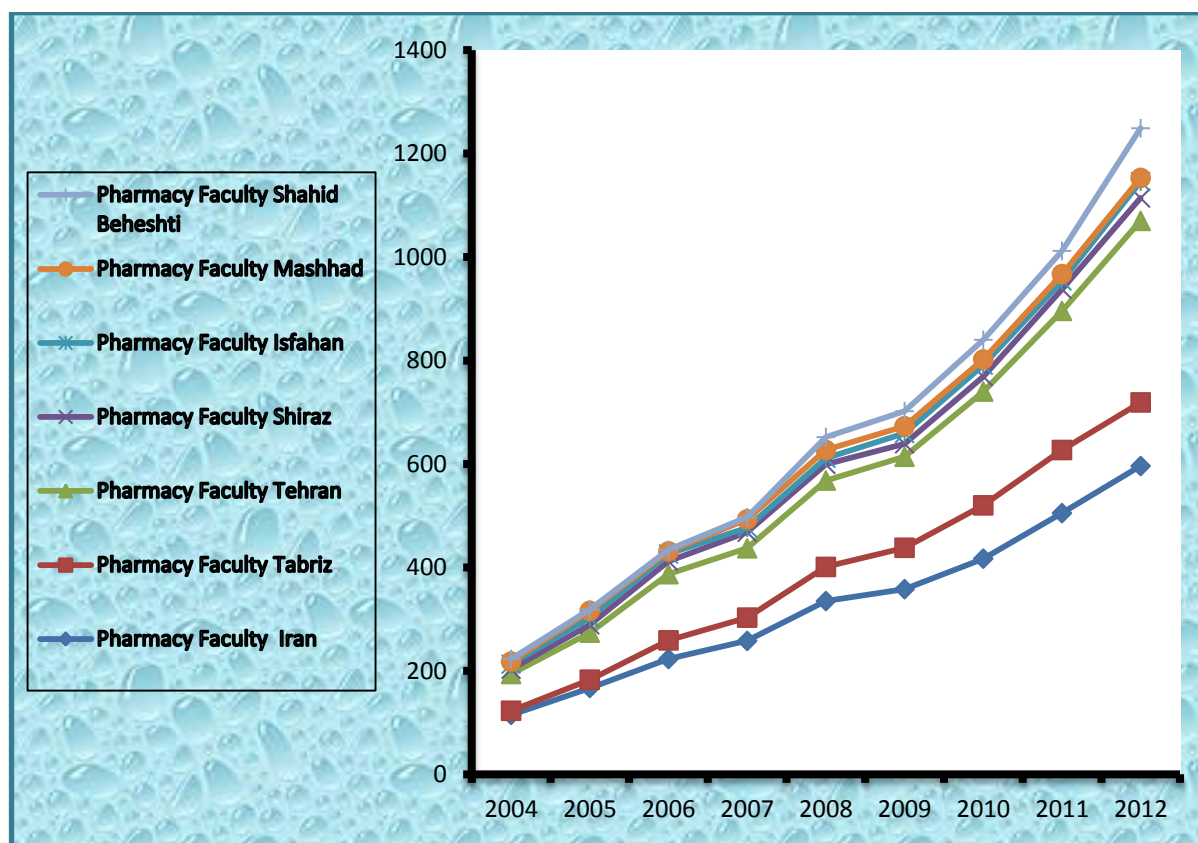 1400
1200
1000
800
600
400
200
0
Pharmacy Faculty Shahid
Beheshti
Pharmacy Faculty Mashhad
Pharmacy Faculty Isfahan
Pharmacy Faculty Shiraz
Pharmacy Faculty Tehran
Pharmacy Faculty Tabriz
Pharmacy Faculty  Iran
2004 2005 2006 2007 2008 2009 2010 2011 2012